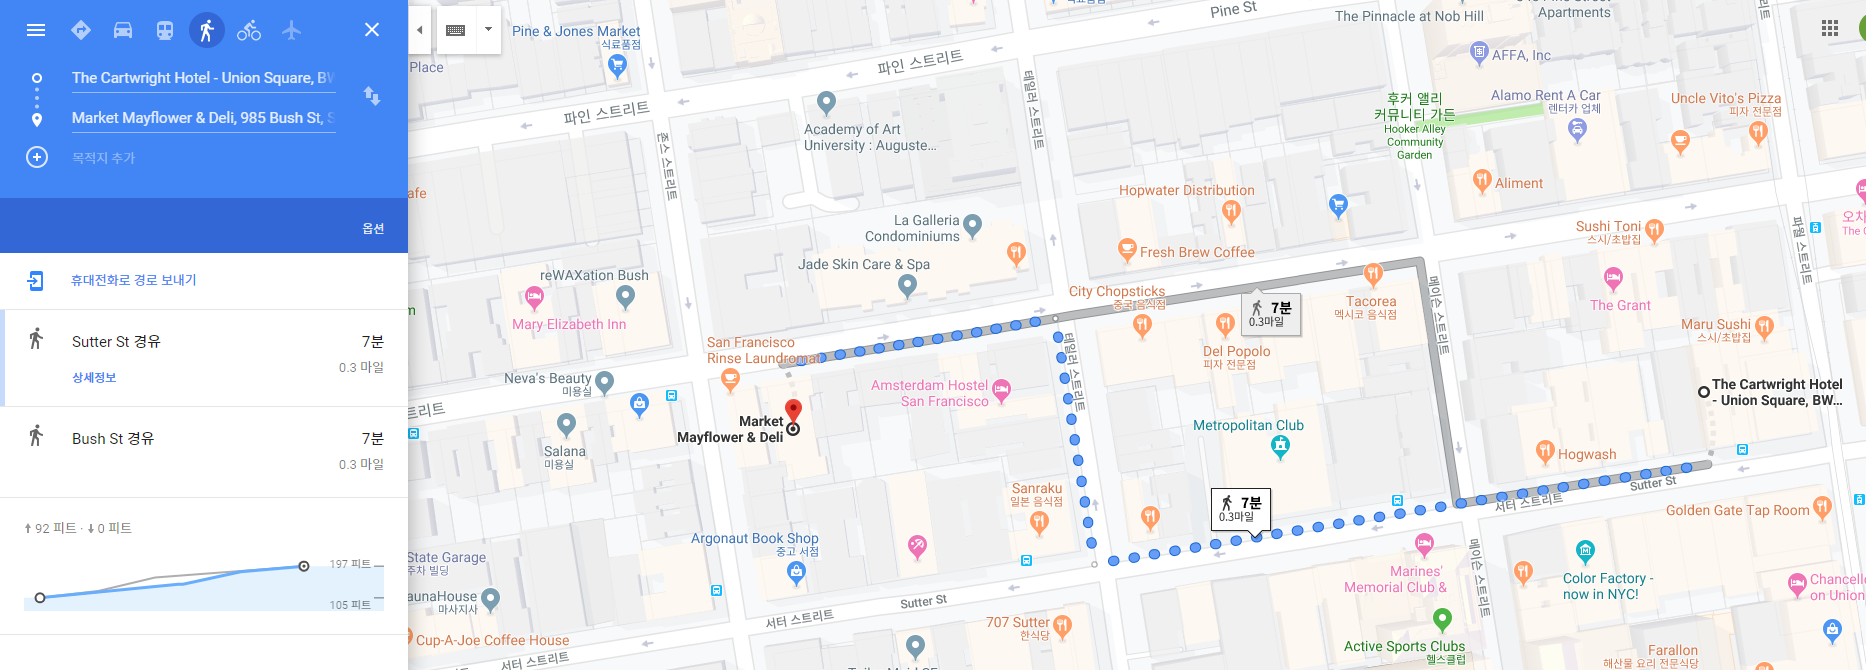 The Cartwright Hotel - Union Square, BW
Market Mayflower & Deli, 985 Bush St, S
목적지 추가
옵션
휴대전화로 경로 보내기
Sutter St 경유
7분
0.3 마일
상세정보
Bush St 경유
7분
0.3 마일
92 피트 · 0 피트
197 피트
105 피트
Pine & Jones Market
식료품점
Place
파인 스트리트
파인 스트리트
Pine St
The Pinnacle at Nob Hill
Apartments
AFFA, Inc
존스 스트리트
테일러 스트리트
Academy of Art
University : Auguste...
후커 앨리
커뮤니티 가든
Hooker Alley
Community
Garden
Alamo Rent A Car
렌터카 업체
Uncle Vito's Pizza
피자 전문점
Aliment
Hopwater Distribution
La Galleria
Condominiums
Fresh Brew Coffee
Sushi Toni
스시/초밥집
파월 스트리트
오차
The C
afe
Jade Skin Care & Spa
reWAXation Bush
Mary Elizabeth Inn
City Chopsticks
중국 음식점
7분
0.3마일
Tacorea
멕시코 음식점
메이슨 스트리트
The Grant
Maru Sushi
스시/초밥집
San Francisco
Rinse Laundromat
Del Popolo
피자 전문점
테일러 스트리트
Neva's Beauty
미용실
Amsterdam Hostel
San Francisco
The Cartwright Hotel
- Union Square, BW...
트리트
Market
Mayflower & Deli
Metropolitan Club
Salana
미용실
Hogwash
Sanraku
일본 음식점
7분
0.3마일
Sutter St
서터 스트리트
Golden Gate Tap Room
Argonaut Book Shop
중고 서점
State Garage
주차 빌딩
Marines'
Memorial Club &
메이슨 스트리트
Color Factory -
now in NYC!
Chancello
on Union
aunaHouse
마사지사
Sutter St
서터 스트리트
707 Sutter
한식당
Cup-A-Joe Coffee House
서터 스트리트
Active Sports Clubs
헬스클럽
Farallon
해산물 요리 전문식당